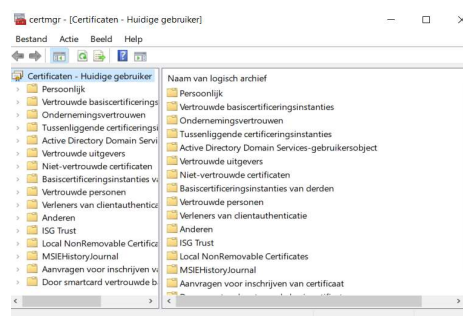 certmgr - [Certificaten - Huidige gebruiker]
Bestand Actie Beeld Help
Certificaten - Huidige gebruiker
Persoonlijk
Vertrouwde basiscertificerings
Ondernemingsvertrouwen
Tussenliggende certificeringsi
Active Directory Domain Servi
Vertrouwde uitgevers
Niet-vertrouwde certificaten
Basiscertificeringsinstanties va
Vertrouwde personen
Verleners van clientauthentica
Anderen
ISG Trust
Local NonRemovable Certifica
MSIEHistoryJournal
Aanvragen voor inschrijven va
Door smartcard vertrouwde b
Naam van logisch archief
Persoonlijk
Vertrouwde basiscertificeringsinstanties
Ondernemingsvertrouwen
Tussenliggende certificeringsinstanties
Active Directory Domain Services-gebruikersobject
Vertrouwde uitgevers
Niet-vertrouwde certificaten
Basiscertificeringsinstanties van derden
Vertrouwde personen
Verleners van clientauthenticatie
Anderen
ISG Trust
Local NonRemovable Certificates
MSIEHistoryJournal
Aanvragen voor inschrijven van certificaat